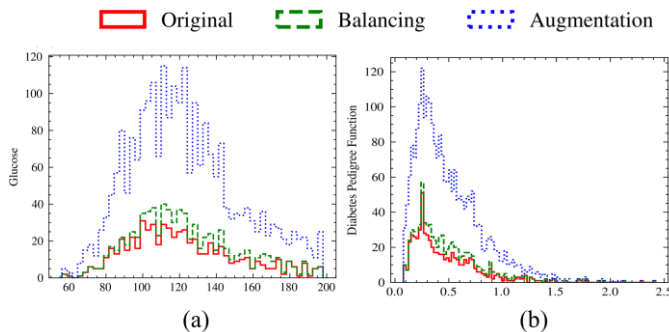 Original Balancing Augmentation
120
100
80
60
40
20
0
Glucose
60 80 100 120 140 160 180 200
(a)
120
100
80
60
40
20
0
Diabetes Pedigree Function
0.0 0.5 1.0 1.5 2.0 2.5
(b)